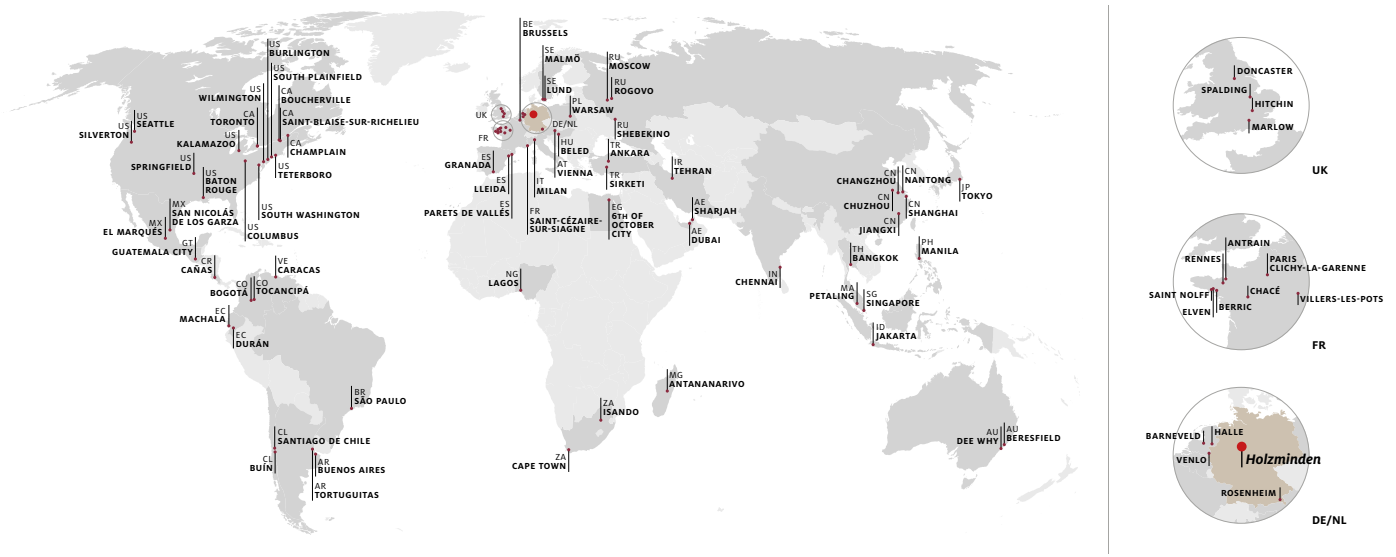 BE
BRUSSELS
US
BURLINGTON
SE
MALMÖ
RU
MOSCOW
US
SOUTH PLAINFIELD
US
WILMINGTON
CA
BOUCHERVILLE
SE
LUND
RU
ROGOVO
PL
WARSAW
US
SEATTLE
US
SILVERTON
CA
TORONTO
CA
SAINT-BLAISE-SUR-RICHELIEU
UK
DE/NL
FR
RU
SHEBEKINO
US
KALAMAZOO
CA
CHAMPLAIN
HU
BELED
TR
ANKARA
US
SPRINGFIELD
US
TETERBORO
ES
GRANADA
AT
VIENNA
IR
TEHRAN
US
BATON
ROUGE
ES
LLEIDA
IT
MILAN
TR
SIRKETI
CN
CHANGZHOU
CN
NANTONG
JP
TOKYO
MX
SAN NICOLÁS
DE LOS GARZA
US
SOUTH WASHINGTON
ES
PARETS DE VALLÉS
FR
SAINT-CÉZAIRE-
SUR-SIAGNE
EG
6TH OF
OCTOBER
CITY
AE
SHARJAH
CN
CHUZHOU
CN
SHANGHAI
MX
EL MARQUÉS
US
COLUMBUS
AE
DUBAI
CN
JIANGXI
GT
GUATEMALA CITY
TH
BANGKOK
PH
MANILA
CR
CAÑAS
VE
CARACAS
NG
LAGOS
IN
CHENNAI
CO
BOGOTÁ
CO
TOCANCIPÁ
MA
PETALING
SG
SINGAPORE
EC
MACHALA
EC
DURÁN
ID
JAKARTA
MG
ANTANANARIVO
BR
SÃO PAULO
ZA
ISANDO
CL
SANTIAGO DE CHILE
AU
DEE WHY
AU
BERESFIELD
CL
BUÍN
AR
BUENOS AIRES
ZA
CAPE TOWN
AR
TORTUGUITAS
DONCASTER
SPALDING
HITCHIN
MARLOW
UK
ANTRAIN
RENNES
PARIS
CLICHY-LA-GARENNE
SAINT NOLFF
CHACÉ
VILLERS-LES-POTS
ELVEN
BERRIC
FR
BARNEVELD
HALLE
VENLO
Holzminden
ROSENHEIM
DE/NL